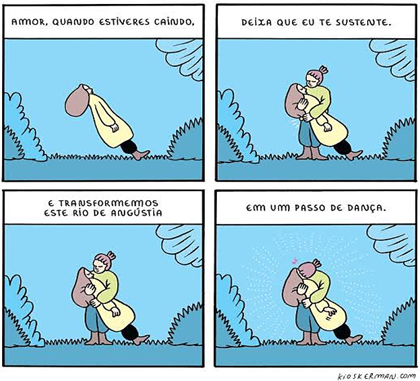 AMOR, QUANDO ESTIVERES CAINDO,
DEIXA QUE EU TE SUSTENTE.
E TRANSFORMEMOS
ESTE RIO DE ANGÚSTIA
EM UM PASSO DE DANÇA.
KIOSKERMAN.COM